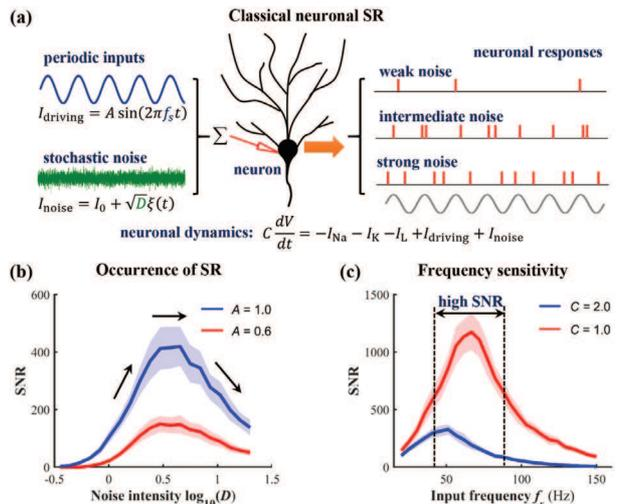 (a) Classical neuronal SR
periodic inputs
I_driving = A sin(2πf_s t)
stochastic noise
I_noise = I_0 + √D ξ(t)
Σ
neuron
neuronal responses
weak noise
intermediate noise
strong noise
neuronal dynamics: C dV/dt = −I_Na − I_K − I_L + I_driving + I_noise
(b) Occurrence of SR
SNR
600
400
200
0
-0.5 0.0 0.5 1.0 1.5
Noise intensity log₁₀(D)
A = 1.0
A = 0.6
(c) Frequency sensitivity
high SNR
SNR
1500
1000
500
0
50 100 150
Input frequency f_s (Hz)
C = 2.0
C = 1.0